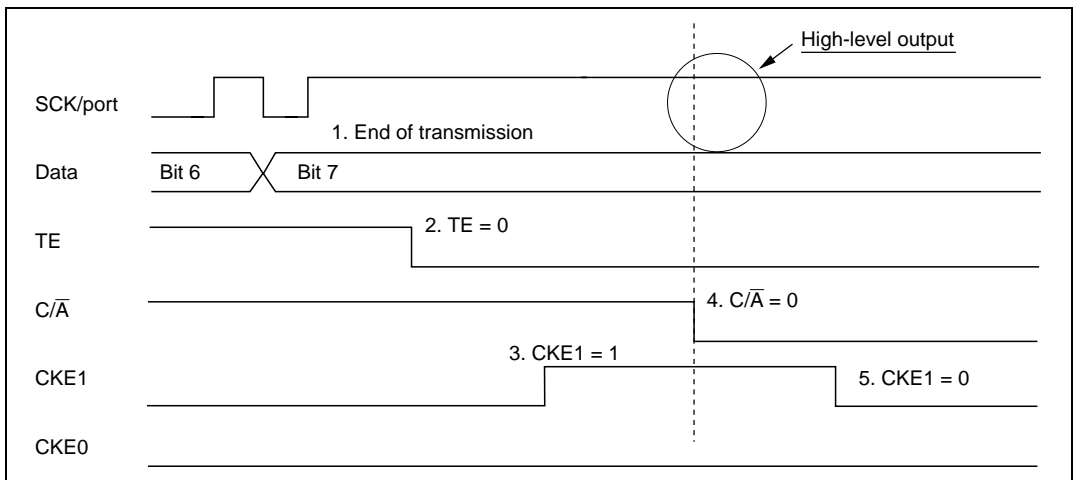 High-level output
SCK/port
1. End of transmission
Data
Bit 6
Bit 7
TE
2. TE = 0
C/A̅
4. C/A̅ = 0
3. CKE1 = 1
CKE1
5. CKE1 = 0
CKE0